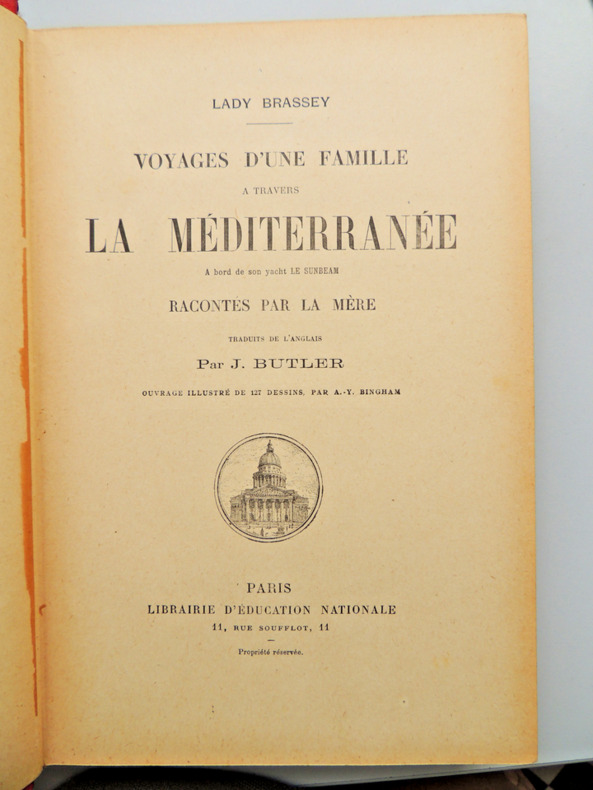 LADY BRASSEY
VOYAGES D'UNE FAMILLE
A TRAVERS
LA MÉDITERRANÉE
A bord de son yacht LE SUNBEAM
RACONTÉS PAR LA MÈRE
TRADUITS DE L'ANGLAIS
Par J. BUTLER
OUVRAGE ILLUSTRÉ DE 127 DESSINS, PAR A.-Y. BINGHAM
PARIS
LIBRAIRIE D'ÉDUCATION NATIONALE
11, RUE SOUFFLOT, 11
Propriété réservée.